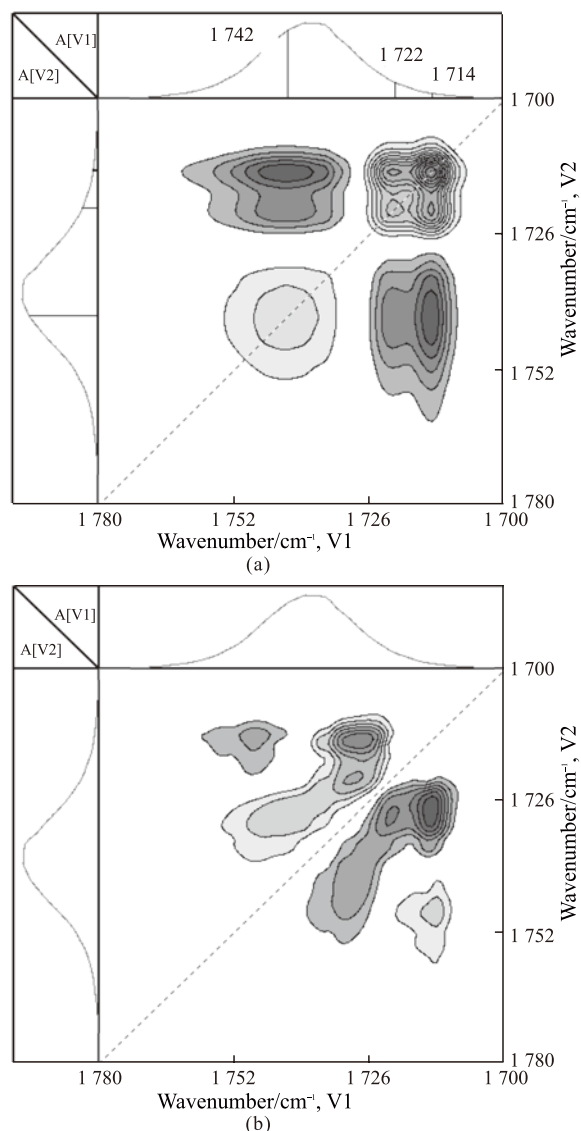 A[V1]
A[V2]
1 742
1 722
1 714
1 700
1 726
1 752
1 780
Wavenumber/cm⁻¹, V2
1 780
1 752
1 726
1 700
Wavenumber/cm⁻¹, V1
(a)
A[V1]
A[V2]
1 700
1 726
1 752
1 780
Wavenumber/cm⁻¹, V2
1 780
1 752
1 726
1 700
Wavenumber/cm⁻¹, V1
(b)